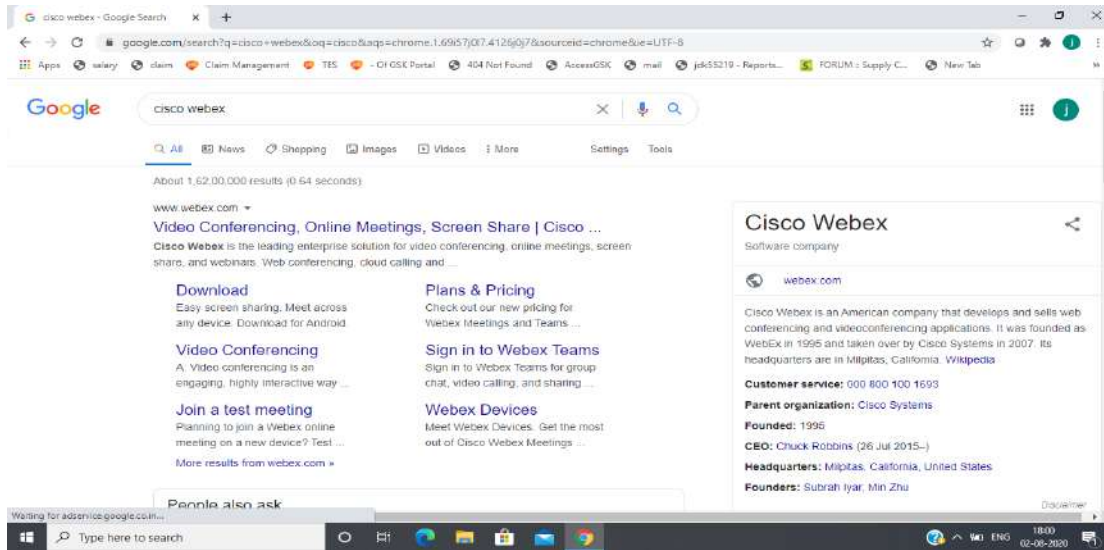 cisco webex - Google Search
google.com/search?q=cisco+webex&oq=cisco&aqs=chrome.1.69i57j0l7.4126j0j7&sourceid=chrome&ie=UTF-8
Apps salary claim Claim Management TES - Of GSK Portal 404 Not Found AccessGSK mail jdk55219 - Reports... FORUM : Supply C... New Tab
Google
cisco webex
j
All News Shopping Images Videos More Settings Tools
About 1,62,00,000 results (0.64 seconds)
www.webex.com
Video Conferencing, Online Meetings, Screen Share | Cisco ...
Cisco Webex is the leading enterprise solution for video conferencing, online meetings, screen
share, and webinars. Web conferencing, cloud calling and ...
Download
Easy screen sharing. Meet across
any device. Download for Android
Plans & Pricing
Check out our new pricing for
Webex Meetings and Teams ...
Video Conferencing
A. Video conferencing is an
engaging, highly interactive way ...
Sign in to Webex Teams
Sign in to Webex Teams for group
chat, video calling, and sharing ...
Join a test meeting
Planning to join a Webex online
meeting on a new device? Test ...
Webex Devices
Meet Webex Devices. Get the most
out of Cisco Webex Meetings ...
More results from webex.com »
People also ask
Cisco Webex
Software company
webex.com
Cisco Webex is an American company that develops and sells web
conferencing and videoconferencing applications. It was founded as
WebEx in 1995 and taken over by Cisco Systems in 2007. Its
headquarters are in Milpitas, California. Wikipedia
Customer service: 000 800 100 1693
Parent organization: Cisco Systems
Founded: 1995
CEO: Chuck Robbins (26 Jul 2015–)
Headquarters: Milpitas, California, United States
Founders: Subrah Iyar, Min Zhu
Disclaimer
Waiting for adservice.google.co.in...
Type here to search
ENG
18:00
02-08-2020